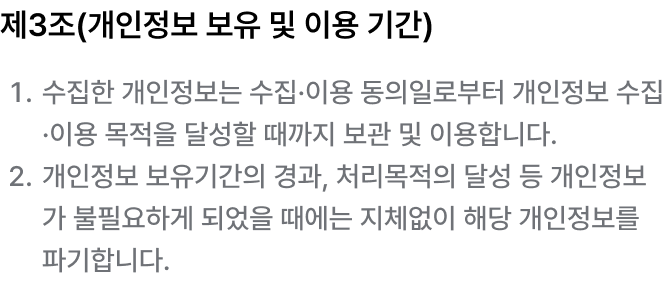 제3조(개인정보 보유 및 이용 기간)
1. 수집한 개인정보는 수집·이용 동의일로부터 개인정보 수집
·이용 목적을 달성할 때까지 보관 및 이용합니다.
2. 개인정보 보유기간의 경과, 처리목적의 달성 등 개인정보
가 불필요하게 되었을 때에는 지체없이 해당 개인정보를
파기합니다.